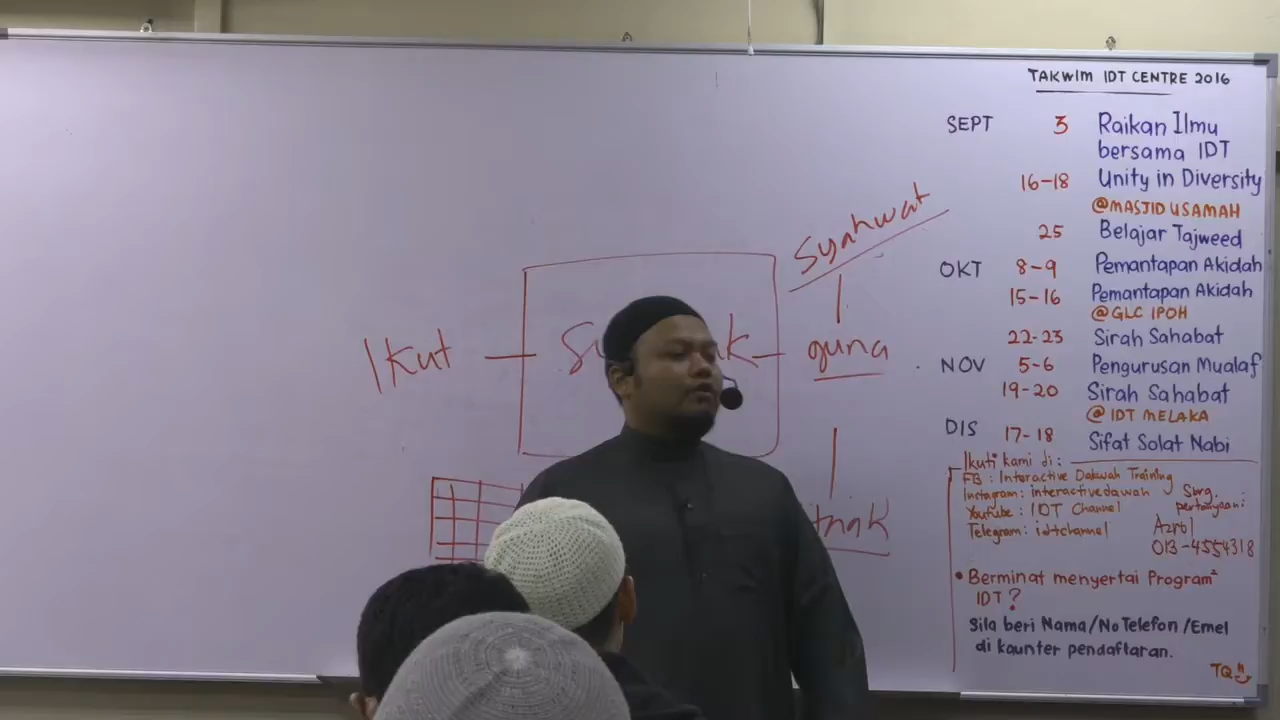 TAKWIM IDT CENTRE 2016
SEPT 3 Raikan Ilmu
bersama IDT
16-18 Unity in Diversity
@MASJID USAMAH
25 Belajar Tajweed
OKT 8-9 Pemantapan Akidah
15-16 Pemantapan Akidah
@GLC IPOH
22-23 Sirah Sahabat
NOV 5-6 Pengurusan Mualaf
19-20 Sirah Sahabat
@IDT MELAKA
DIS 17-18 Sifat Solat Nabi
Ikuti kami di:
FB: Interactive Dakwah Training
Instagram: interactivedawah
Youtube: IDT Channel
Telegram: idtchannel
Sbrg.
pertanyaan:
Azrol
013-4554318
• Berminat menyertai Program²
IDT?
Sila beri Nama/No Telefon/Emel
di kaunter pendaftaran.
TQ
Syahwat
Ikut
guna